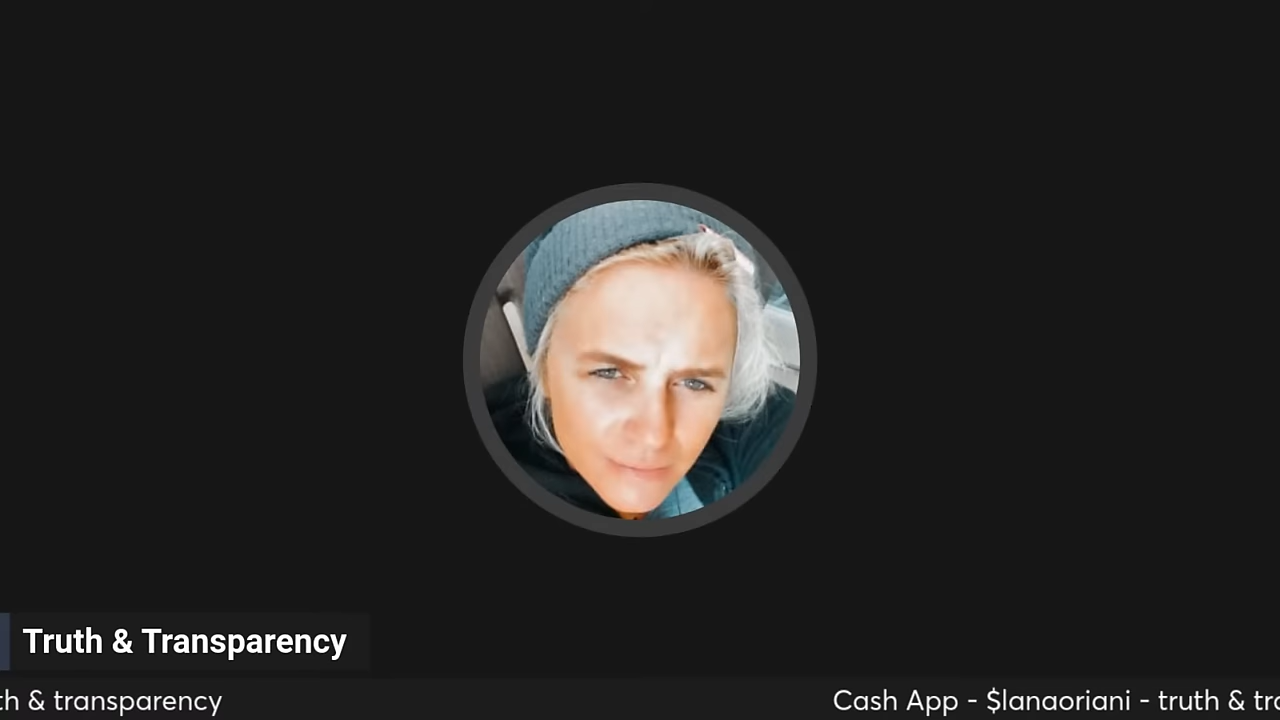 Truth & Transparency
th & transparency Cash App - $lanaoriani - truth & tra